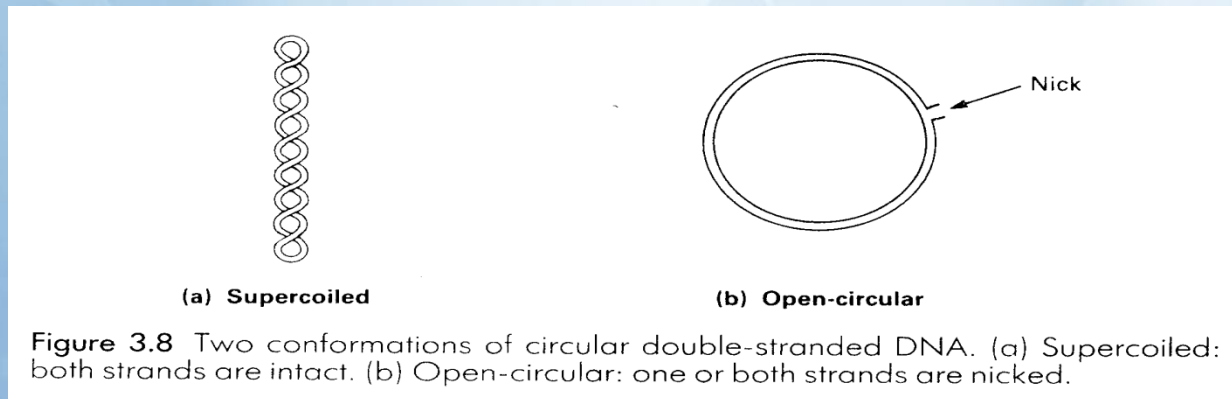 Nick
(a) Supercoiled
(b) Open-circular
Figure 3.8 Two conformations of circular double-stranded DNA. (a) Supercoiled:
both strands are intact. (b) Open-circular: one or both strands are nicked.